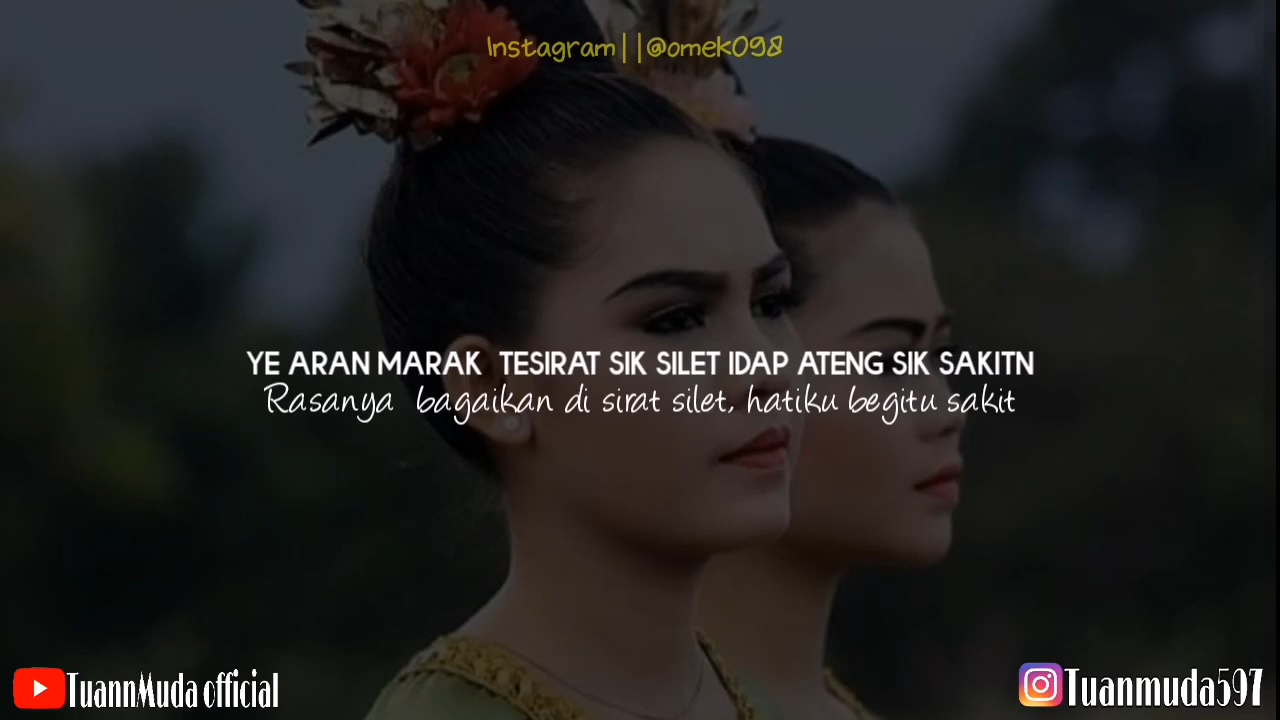 Instagram||@omek098
YE ARAN MARAK TESIRAT SIK SILET IDAP ATENG SIK SAKITN
Rasanya bagaikan di sirat silet, hatiku begitu sakit
TuannMuda official
Tuanmuda597